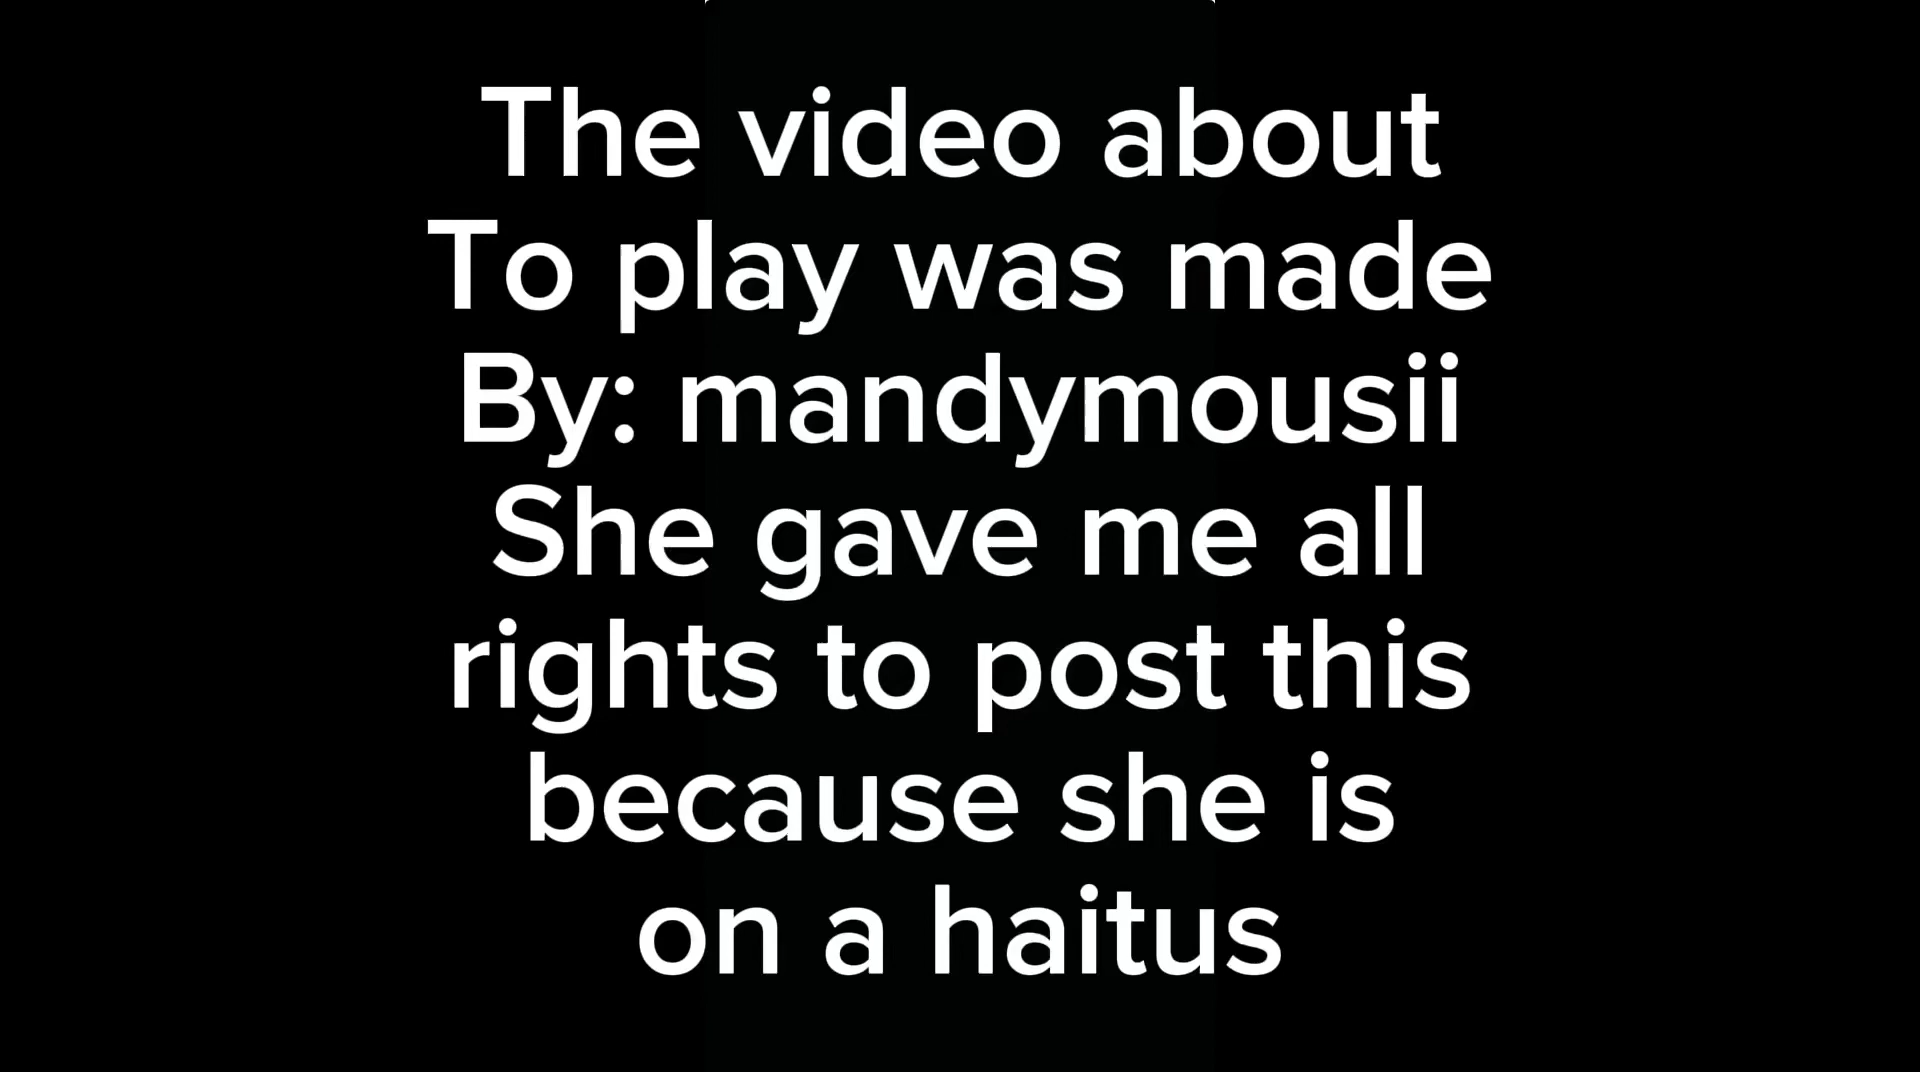 The video about
To play was made
By: mandymousii
She gave me all
rights to post this
because she is
on a haitus